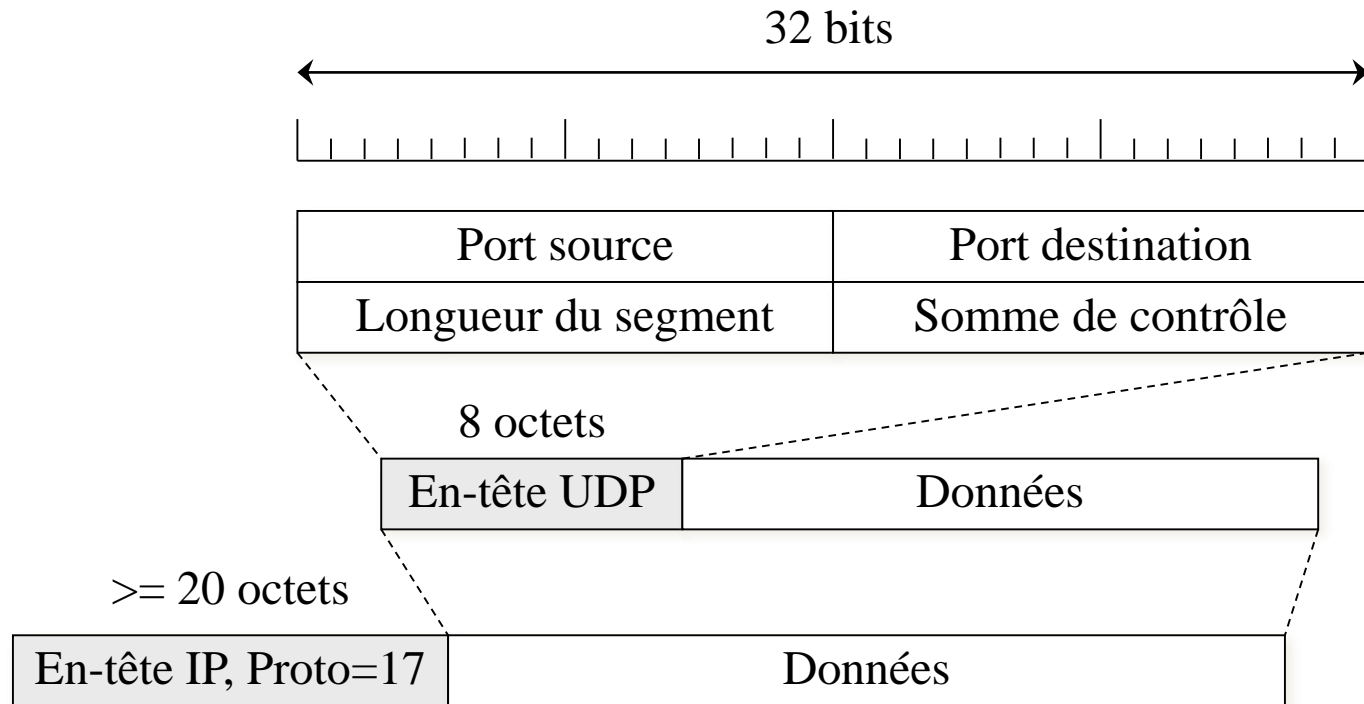 32 bits
Port source Port destination
Longueur du segment Somme de contrôle
8 octets
En-tête UDP Données
>= 20 octets
En-tête IP, Proto=17 Données